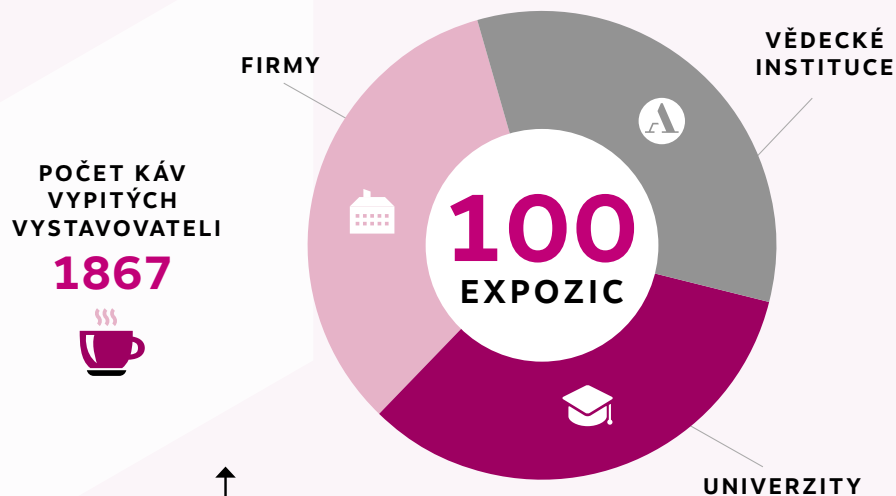 FIRMY
VĚDECKÉ
INSTITUCE
POČET KÁV
VYPITÝCH
VYSTAVOVATELI
1867
100
EXPOZIC
UNIVERZITY